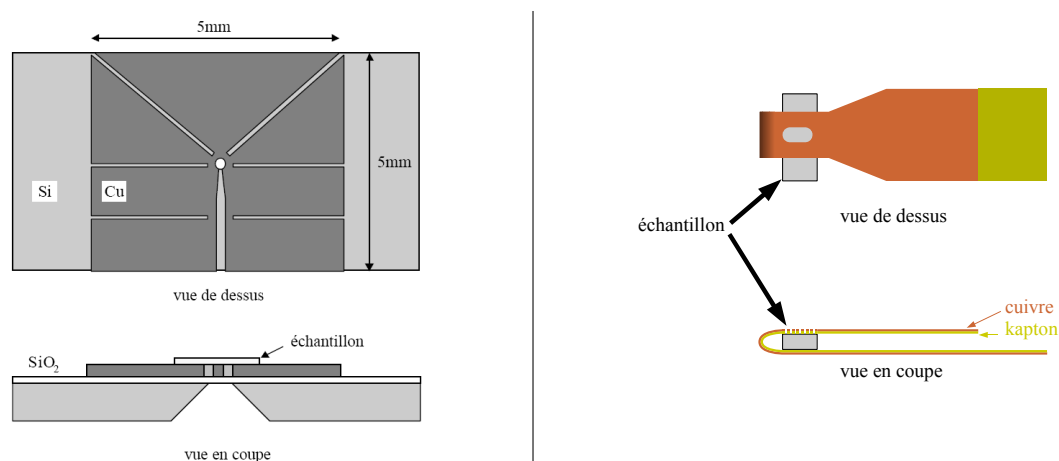 5mm
5mm
Si
Cu
vue de dessus
échantillon
SiO2
vue en coupe
échantillon
vue de dessus
cuivre
kapton
vue en coupe